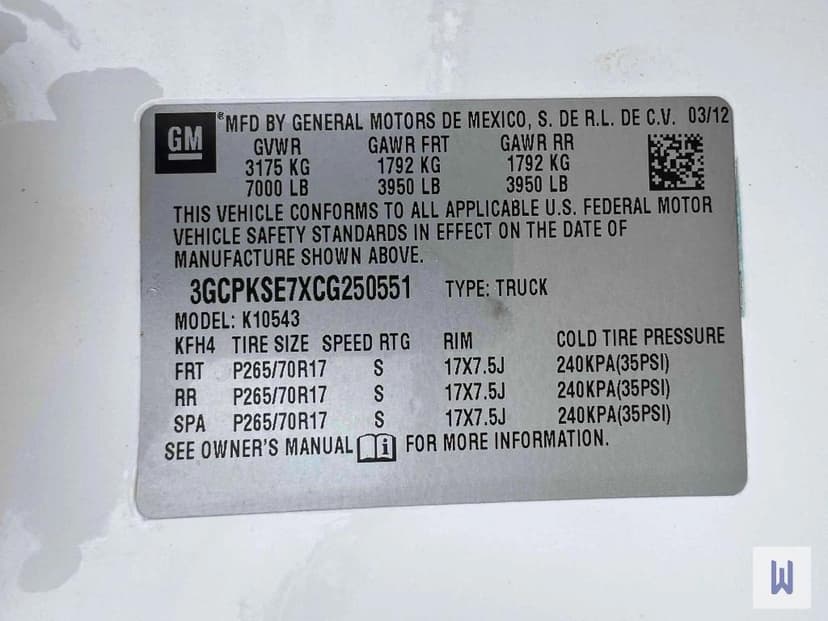 GM ® MFD BY GENERAL MOTORS DE MEXICO, S. DE R.L. DE C.V. 03/12
GVWR GAWR FRT GAWR RR
3175 KG 1792 KG 1792 KG
7000 LB 3950 LB 3950 LB
THIS VEHICLE CONFORMS TO ALL APPLICABLE U.S. FEDERAL MOTOR
VEHICLE SAFETY STANDARDS IN EFFECT ON THE DATE OF
MANUFACTURE SHOWN ABOVE.
3GCPKSE7XCG250551 TYPE: TRUCK
MODEL: K10543
KFH4 TIRE SIZE SPEED RTG RIM COLD TIRE PRESSURE
FRT P265/70R17 S 17X7.5J 240KPA(35PSI)
RR P265/70R17 S 17X7.5J 240KPA(35PSI)
SPA P265/70R17 S 17X7.5J 240KPA(35PSI)
SEE OWNER'S MANUAL i FOR MORE INFORMATION.
W